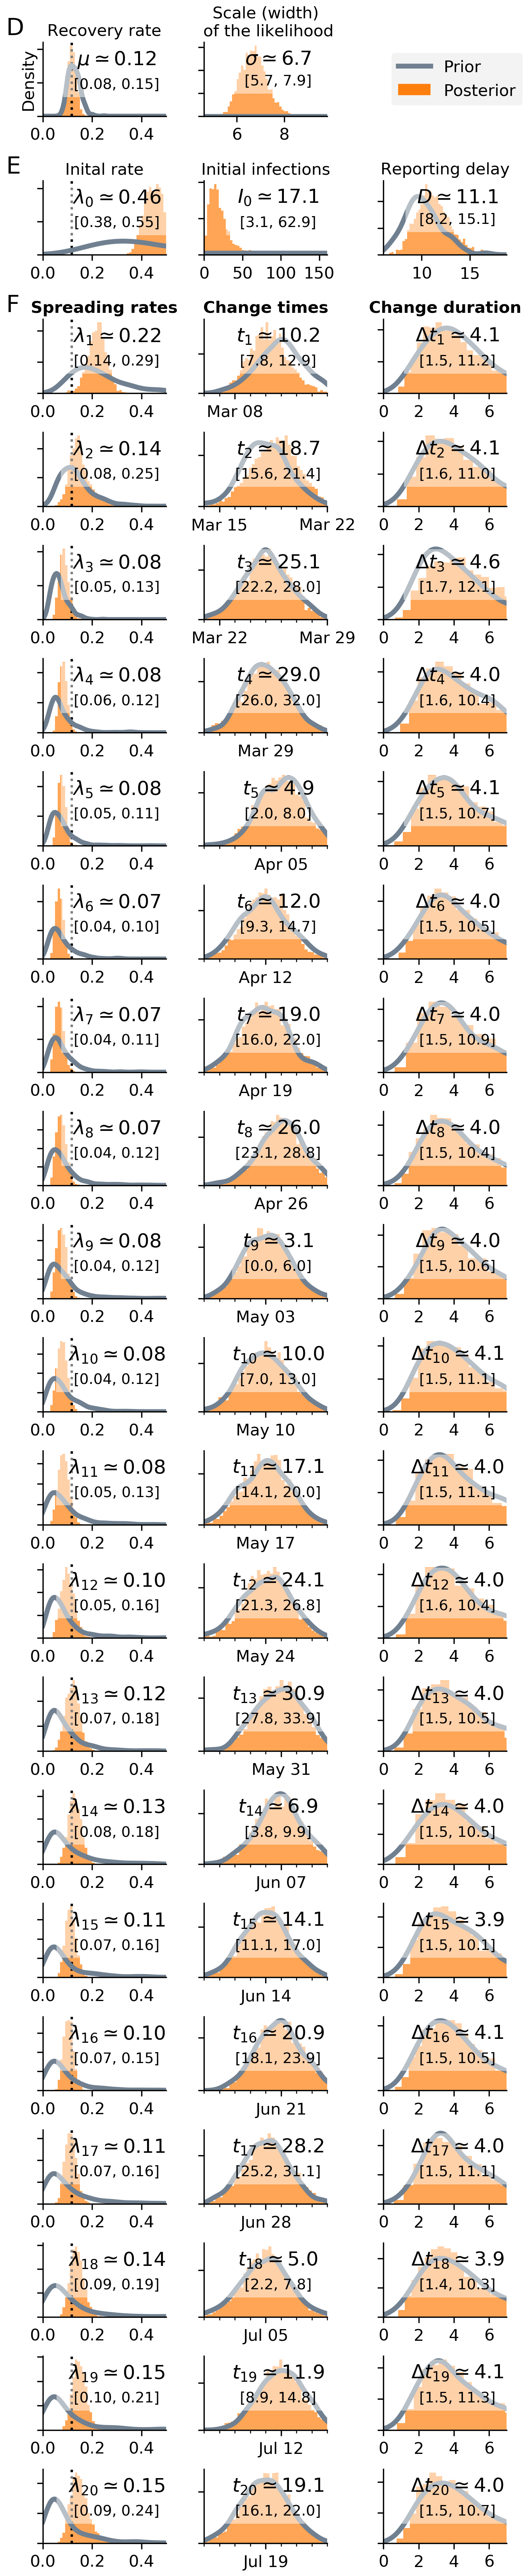 D
Recovery rate
Scale (width)
of the likelihood
Density
μ ≃ 0.12
[0.08, 0.15]
σ ≃ 6.7
[5.7, 7.9]
Prior
Posterior
0.0 0.2 0.4
6 8
E
Inital rate
Initial infections
Reporting delay
λ0 ≃ 0.46
[0.38, 0.55]
I0 ≃ 17.1
[3.1, 62.9]
D ≃ 11.1
[8.2, 15.1]
0.0 0.2 0.4
0 50 100 150
10 15
F
Spreading rates
Change times
Change duration
λ1 ≃ 0.22
[0.14, 0.29]
t1 ≃ 10.2
[7.8, 12.9]
Δt1 ≃ 4.1
[1.5, 11.2]
0.0 0.2 0.4
Mar 08
0 2 4 6
λ2 ≃ 0.14
[0.08, 0.25]
t2 ≃ 18.7
[15.6, 21.4]
Δt2 ≃ 4.1
[1.6, 11.0]
0.0 0.2 0.4
Mar 15 Mar 22
0 2 4 6
λ3 ≃ 0.08
[0.05, 0.13]
t3 ≃ 25.1
[22.2, 28.0]
Δt3 ≃ 4.6
[1.7, 12.1]
0.0 0.2 0.4
Mar 22 Mar 29
0 2 4 6
λ4 ≃ 0.08
[0.06, 0.12]
t4 ≃ 29.0
[26.0, 32.0]
Δt4 ≃ 4.0
[1.6, 10.4]
0.0 0.2 0.4
Mar 29
0 2 4 6
λ5 ≃ 0.08
[0.05, 0.11]
t5 ≃ 4.9
[2.0, 8.0]
Δt5 ≃ 4.1
[1.5, 10.7]
0.0 0.2 0.4
Apr 05
0 2 4 6
λ6 ≃ 0.07
[0.04, 0.10]
t6 ≃ 12.0
[9.3, 14.7]
Δt6 ≃ 4.0
[1.5, 10.5]
0.0 0.2 0.4
Apr 12
0 2 4 6
λ7 ≃ 0.07
[0.04, 0.11]
t7 ≃ 19.0
[16.0, 22.0]
Δt7 ≃ 4.0
[1.5, 10.9]
0.0 0.2 0.4
Apr 19
0 2 4 6
λ8 ≃ 0.07
[0.04, 0.12]
t8 ≃ 26.0
[23.1, 28.8]
Δt8 ≃ 4.0
[1.5, 10.4]
0.0 0.2 0.4
Apr 26
0 2 4 6
λ9 ≃ 0.08
[0.04, 0.12]
t9 ≃ 3.1
[0.0, 6.0]
Δt9 ≃ 4.0
[1.5, 10.6]
0.0 0.2 0.4
May 03
0 2 4 6
λ10 ≃ 0.08
[0.04, 0.12]
t10 ≃ 10.0
[7.0, 13.0]
Δt10 ≃ 4.1
[1.5, 11.1]
0.0 0.2 0.4
May 10
0 2 4 6
λ11 ≃ 0.08
[0.05, 0.13]
t11 ≃ 17.1
[14.1, 20.0]
Δt11 ≃ 4.0
[1.5, 11.1]
0.0 0.2 0.4
May 17
0 2 4 6
λ12 ≃ 0.10
[0.05, 0.16]
t12 ≃ 24.1
[21.3, 26.8]
Δt12 ≃ 4.0
[1.6, 10.4]
0.0 0.2 0.4
May 24
0 2 4 6
λ13 ≃ 0.12
[0.07, 0.18]
t13 ≃ 30.9
[27.8, 33.9]
Δt13 ≃ 4.0
[1.5, 10.5]
0.0 0.2 0.4
May 31
0 2 4 6
λ14 ≃ 0.13
[0.08, 0.18]
t14 ≃ 6.9
[3.8, 9.9]
Δt14 ≃ 4.0
[1.5, 10.5]
0.0 0.2 0.4
Jun 07
0 2 4 6
λ15 ≃ 0.11
[0.07, 0.16]
t15 ≃ 14.1
[11.1, 17.0]
Δt15 ≃ 3.9
[1.5, 10.1]
0.0 0.2 0.4
Jun 14
0 2 4 6
λ16 ≃ 0.10
[0.07, 0.15]
t16 ≃ 20.9
[18.1, 23.9]
Δt16 ≃ 4.1
[1.5, 10.5]
0.0 0.2 0.4
Jun 21
0 2 4 6
λ17 ≃ 0.11
[0.07, 0.16]
t17 ≃ 28.2
[25.2, 31.1]
Δt17 ≃ 4.0
[1.5, 11.1]
0.0 0.2 0.4
Jun 28
0 2 4 6
λ18 ≃ 0.14
[0.09, 0.19]
t18 ≃ 5.0
[2.2, 7.8]
Δt18 ≃ 3.9
[1.4, 10.3]
0.0 0.2 0.4
Jul 05
0 2 4 6
λ19 ≃ 0.15
[0.10, 0.21]
t19 ≃ 11.9
[8.9, 14.8]
Δt19 ≃ 4.1
[1.5, 11.3]
0.0 0.2 0.4
Jul 12
0 2 4 6
λ20 ≃ 0.15
[0.09, 0.24]
t20 ≃ 19.1
[16.1, 22.0]
Δt20 ≃ 4.0
[1.5, 10.7]
0.0 0.2 0.4
Jul 19
0 2 4 6